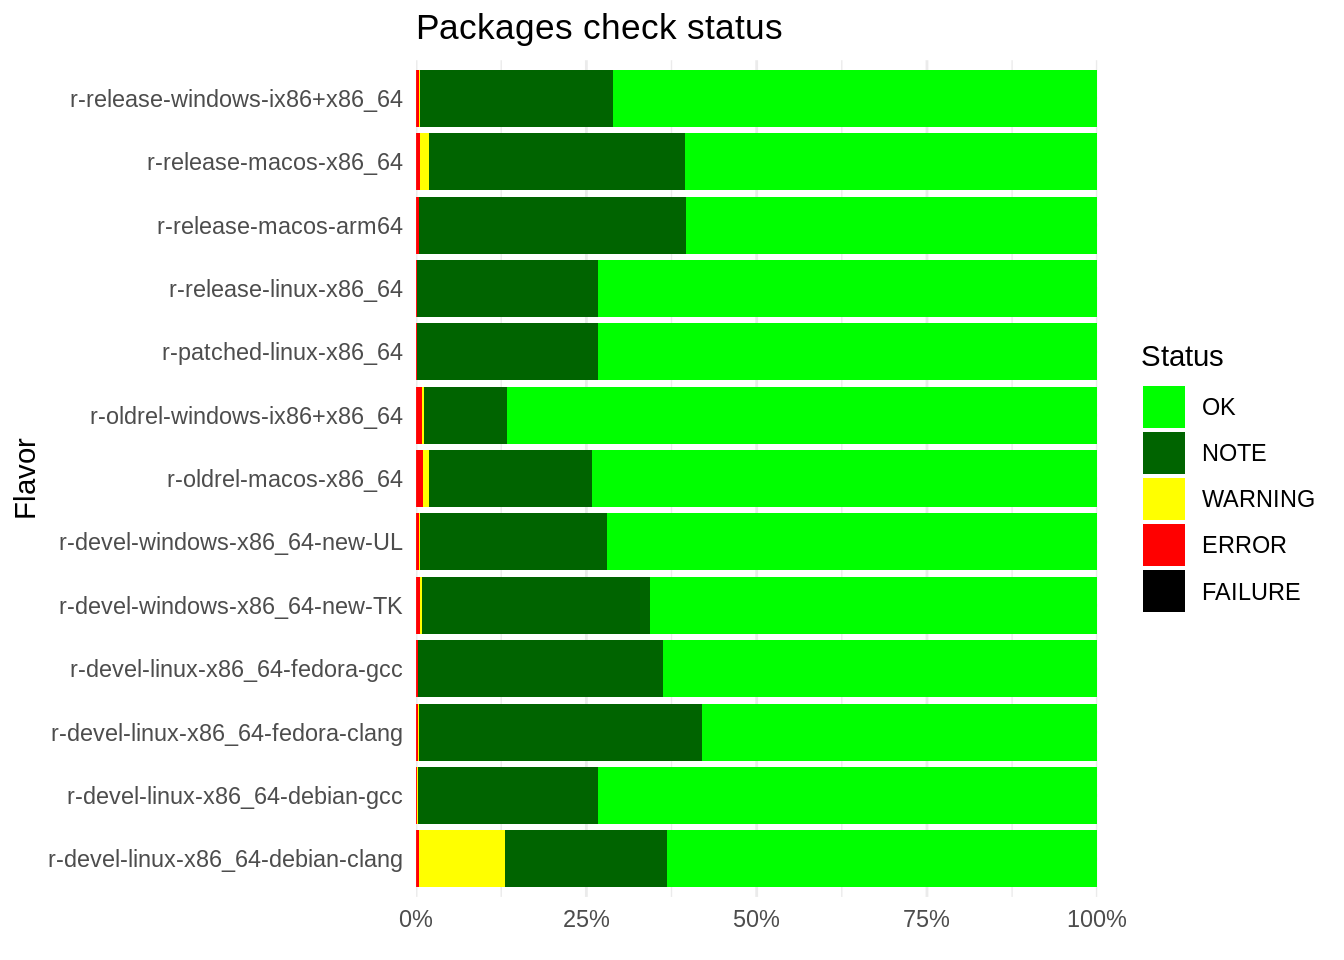 Packages check status
Flavor
r-release-windows-ix86+x86_64
r-release-macos-x86_64
r-release-macos-arm64
r-release-linux-x86_64
r-patched-linux-x86_64
r-oldrel-windows-ix86+x86_64
r-oldrel-macos-x86_64
r-devel-windows-x86_64-new-UL
r-devel-windows-x86_64-new-TK
r-devel-linux-x86_64-fedora-gcc
r-devel-linux-x86_64-fedora-clang
r-devel-linux-x86_64-debian-gcc
r-devel-linux-x86_64-debian-clang
0% 25% 50% 75% 100%
Status
OK
NOTE
WARNING
ERROR
FAILURE